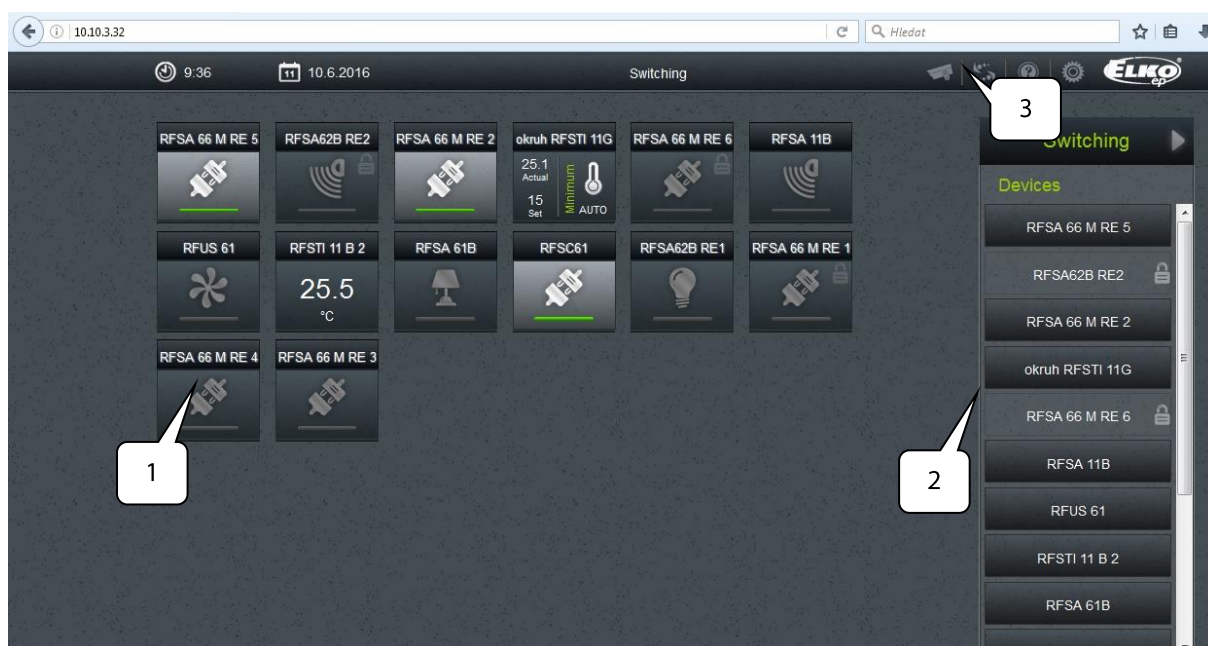 10.10.3.32
Hledat
9:36
11
10.6.2016
Switching
ELKO
ep
3
RFSA 66 M RE 5
RFSA62B RE2
RFSA 66 M RE 2
okruh RFSTI 11G
RFSA 66 M RE 6
RFSA 11B
25.1
Actual
15
Set
Minimum
AUTO
RFUS 61
RFSTI 11 B 2
RFSA 61B
RFSC61
RFSA62B RE1
RFSA 66 M RE 1
25.5
°C
RFSA 66 M RE 4
RFSA 66 M RE 3
1
2
Switching
Devices
RFSA 66 M RE 5
RFSA62B RE2
RFSA 66 M RE 2
okruh RFSTI 11G
RFSA 66 M RE 6
RFSA 11B
RFUS 61
RFSTI 11 B 2
RFSA 61B